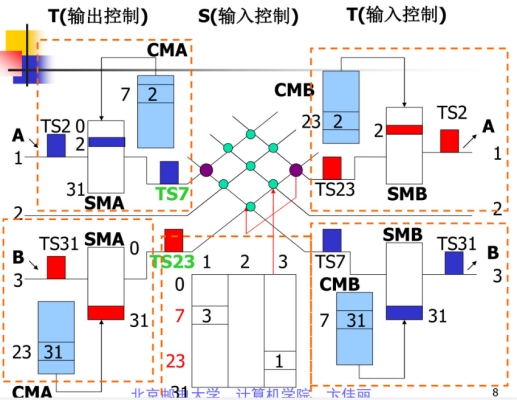 T(输出控制) S(输入控制) T(输入控制)
CMA
7 2
TS2 0
2
A
1
31
SMA
TS7
2
CMB
23 2
2
TS2
A
1
TS23
SMB
2
SMA
0
TS31
B
3
31
23 31
CMA
TS23
1 2 3
0
7 3
23 1
31
SMB
TS7
TS31
B
3
CMB
7 31
31
北京邮电大学 计算机学院 方佳丽
8